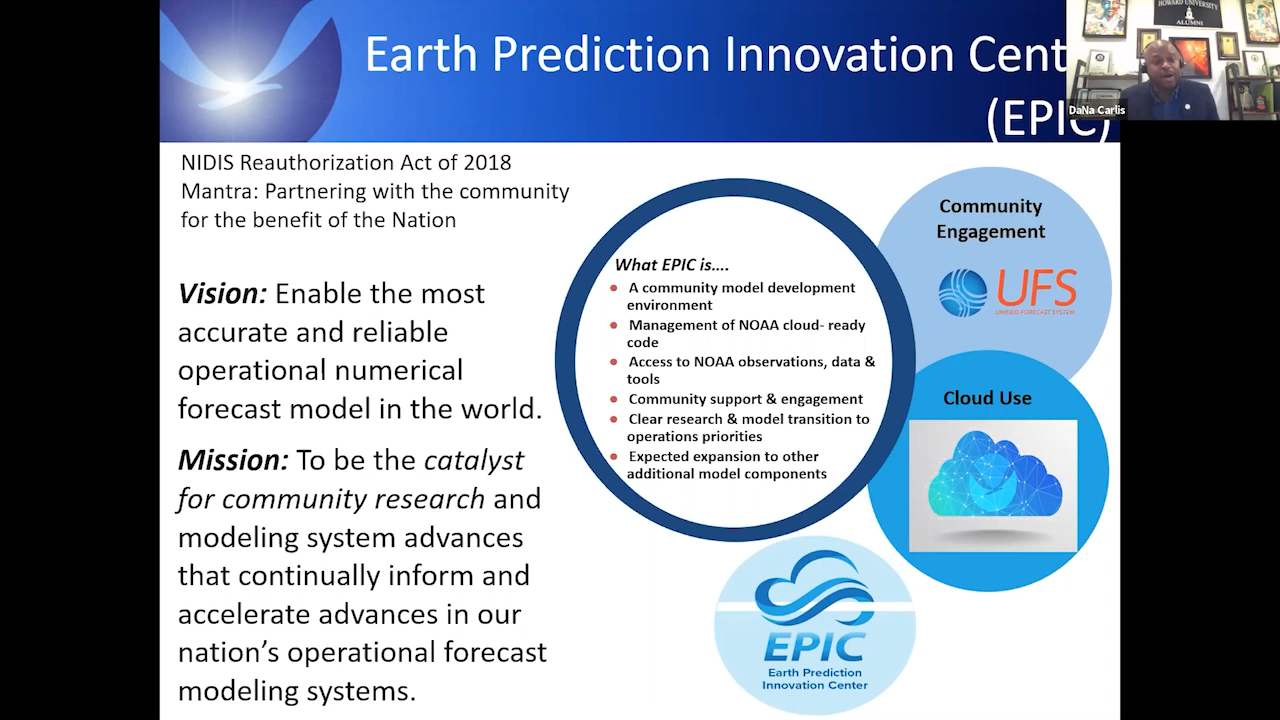 Earth Prediction Innovation Cent
(EPIC)
HOWARD UNIVERSITY
ALUMNI
DaNa Carlis
NIDIS Reauthorization Act of 2018
Mantra: Partnering with the community
for the benefit of the Nation
Vision: Enable the most
accurate and reliable
operational numerical
forecast model in the world.
Mission: To be the catalyst
for community research and
modeling system advances
that continually inform and
accelerate advances in our
nation's operational forecast
modeling systems.
What EPIC is....
• A community model development
environment
• Management of NOAA cloud- ready
code
• Access to NOAA observations, data &
tools
• Community support & engagement
• Clear research & model transition to
operations priorities
• Expected expansion to other
additional model components
Community
Engagement
UFS
UNIFIED FORECAST SYSTEM
Cloud Use
EPIC
Earth Prediction
Innovation Center